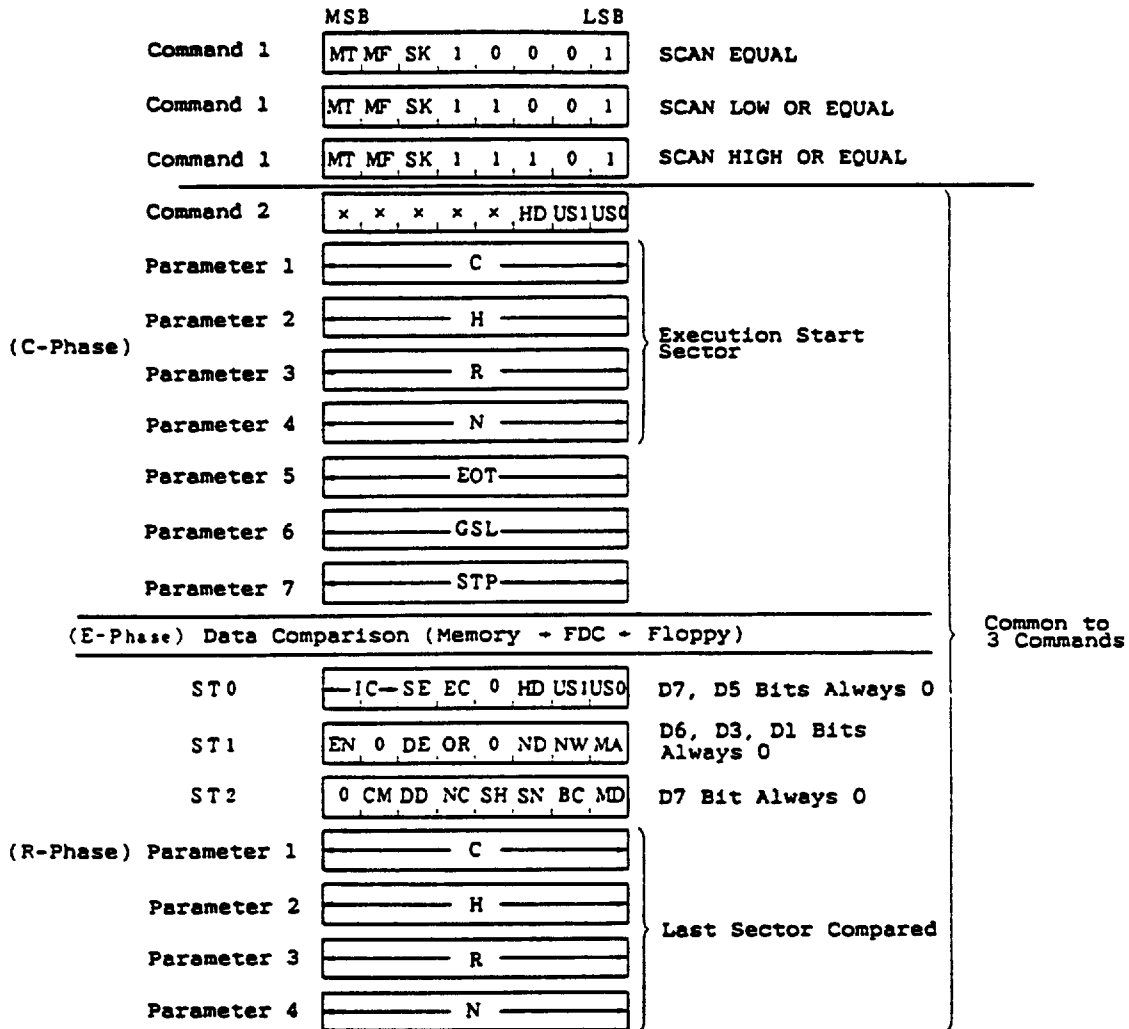 MSB LSB
Command 1 MT MF SK 1 0 0 0 1 SCAN EQUAL
Command 1 MT MF SK 1 1 0 0 1 SCAN LOW OR EQUAL
Command 1 MT MF SK 1 1 1 0 1 SCAN HIGH OR EQUAL
Command 2 × × × × × HD US1 US0
Parameter 1 C
Parameter 2 H
(C-Phase)
Execution Start
Sector
Parameter 3 R
Parameter 4 N
Parameter 5 EOT
Parameter 6 GSL
Parameter 7 STP
(E-Phase) Data Comparison (Memory → FDC ← Floppy)
Common to
3 Commands
ST0 IC SE EC 0 HD US1 US0 D7, D5 Bits Always 0
ST1 EN 0 DE OR 0 ND NW MA D6, D3, D1 Bits
Always 0
ST2 0 CM DD NC SH SN BC MD D7 Bit Always 0
(R-Phase) Parameter 1 C
Parameter 2 H
Last Sector Compared
Parameter 3 R
Parameter 4 N